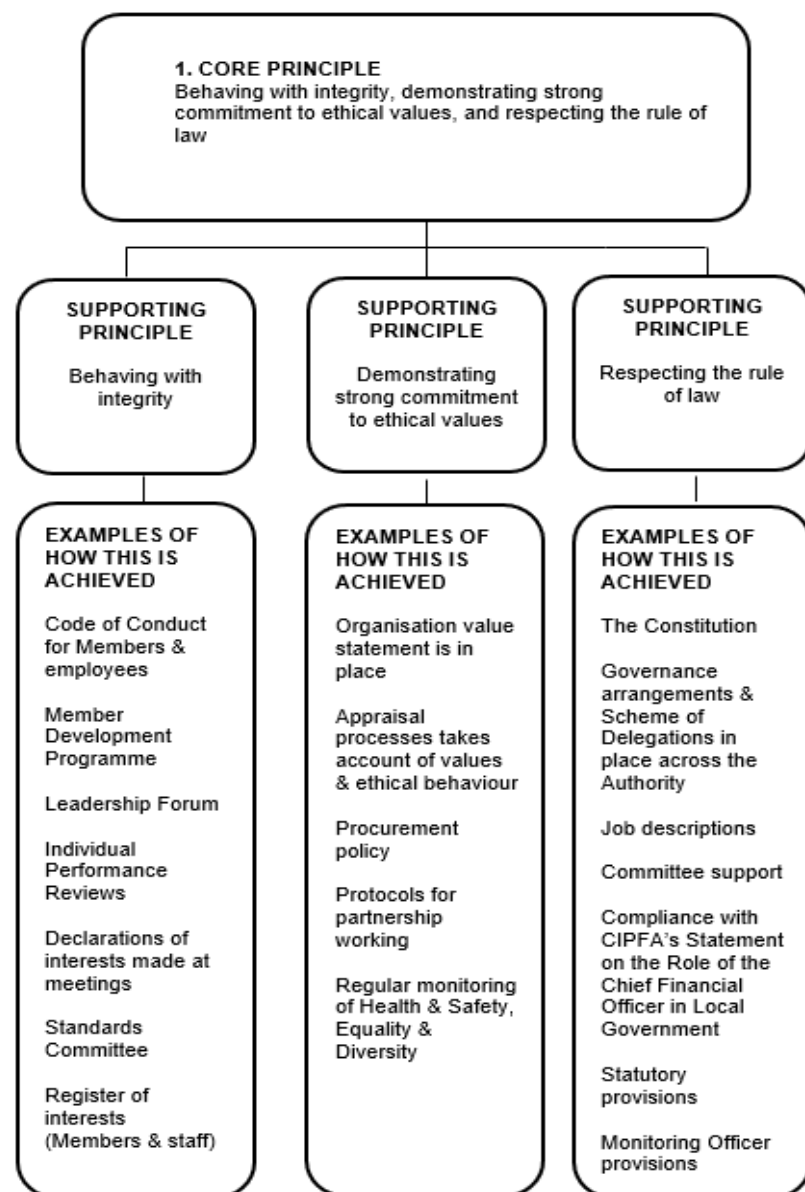 1. CORE PRINCIPLE
Behaving with integrity, demonstrating strong
commitment to ethical values, and respecting the rule of
law
SUPPORTING
PRINCIPLE
Behaving with
integrity
SUPPORTING
PRINCIPLE
Demonstrating
strong commitment
to ethical values
SUPPORTING
PRINCIPLE
Respecting the rule
of law
EXAMPLES OF
HOW THIS IS
ACHIEVED
Code of Conduct
for Members &
employees
Member
Development
Programme
Leadership Forum
Individual
Performance
Reviews
Declarations of
interests made at
meetings
Standards
Committee
Register of
interests
(Members & staff)
EXAMPLES OF
HOW THIS IS
ACHIEVED
Organisation value
statement is in
place
Appraisal
processes takes
account of values
& ethical behaviour
Procurement
policy
Protocols for
partnership
working
Regular monitoring
of Health & Safety,
Equality &
Diversity
EXAMPLES OF
HOW THIS IS
ACHIEVED
The Constitution
Governance
arrangements &
Scheme of
Delegations in
place across the
Authority
Job descriptions
Committee support
Compliance with
CIPFA's Statement
on the Role of the
Chief Financial
Officer in Local
Government
Statutory
provisions
Monitoring Officer
provisions